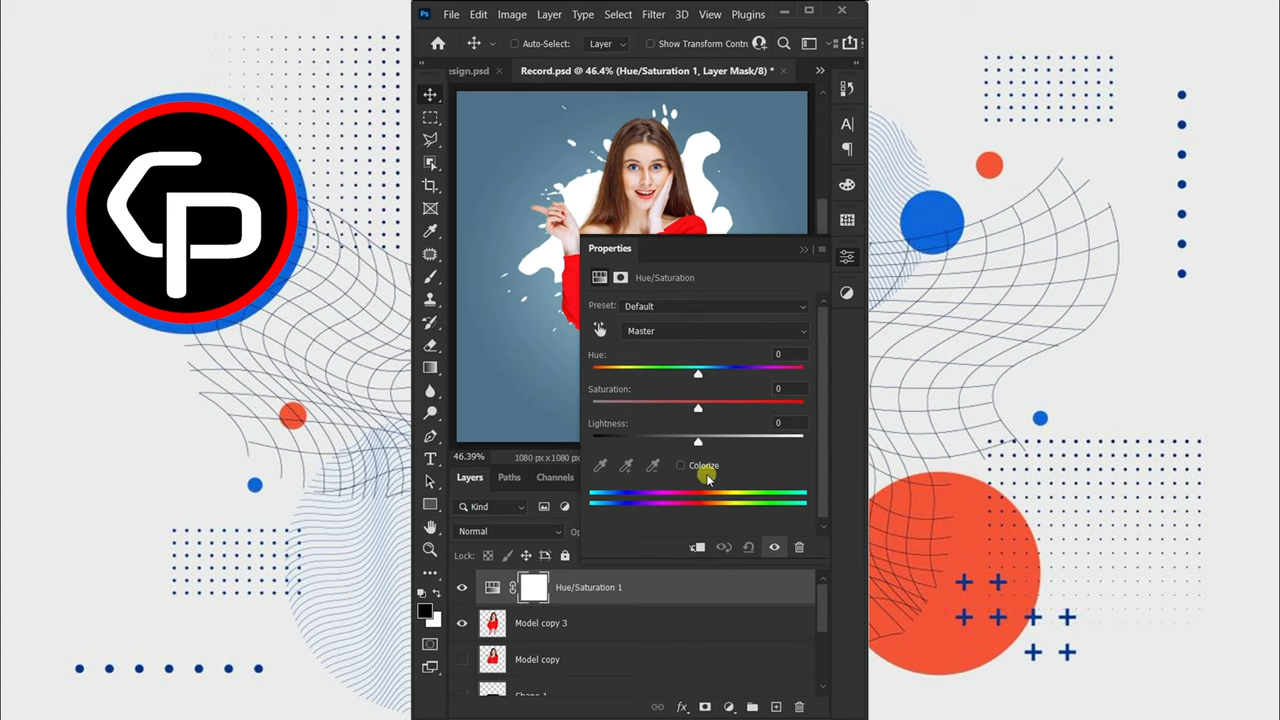 Ps File Edit Image Layer Type Select Filter 3D View Plugins
Auto-Select: Layer Show Transform Contro
esign.psd × Record.psd @ 46.4% (Hue/Saturation 1, Layer Mask/8) * ×
CP
Properties
Hue/Saturation
Preset: Default
Master
Hue: 0
Saturation: 0
Lightness: 0
Colorize
46.39% 1080 px x 1080 px
Layers Paths Channels
Kind
Normal
Lock:
Hue/Saturation 1
Model copy 3
Model copy
Shape 1
fx